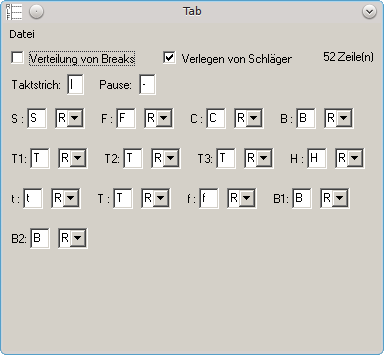 Tab
Datei
Verteilung von Breaks Verlegen von Schläger 52 Zeile(n)
Taktstrich: | Pause: -
S : S R F : F R C : C R B : B R
T1: T R T2: T R T3: T R H : H R
t : t R T : T R f : f R B1: B R
B2: B R